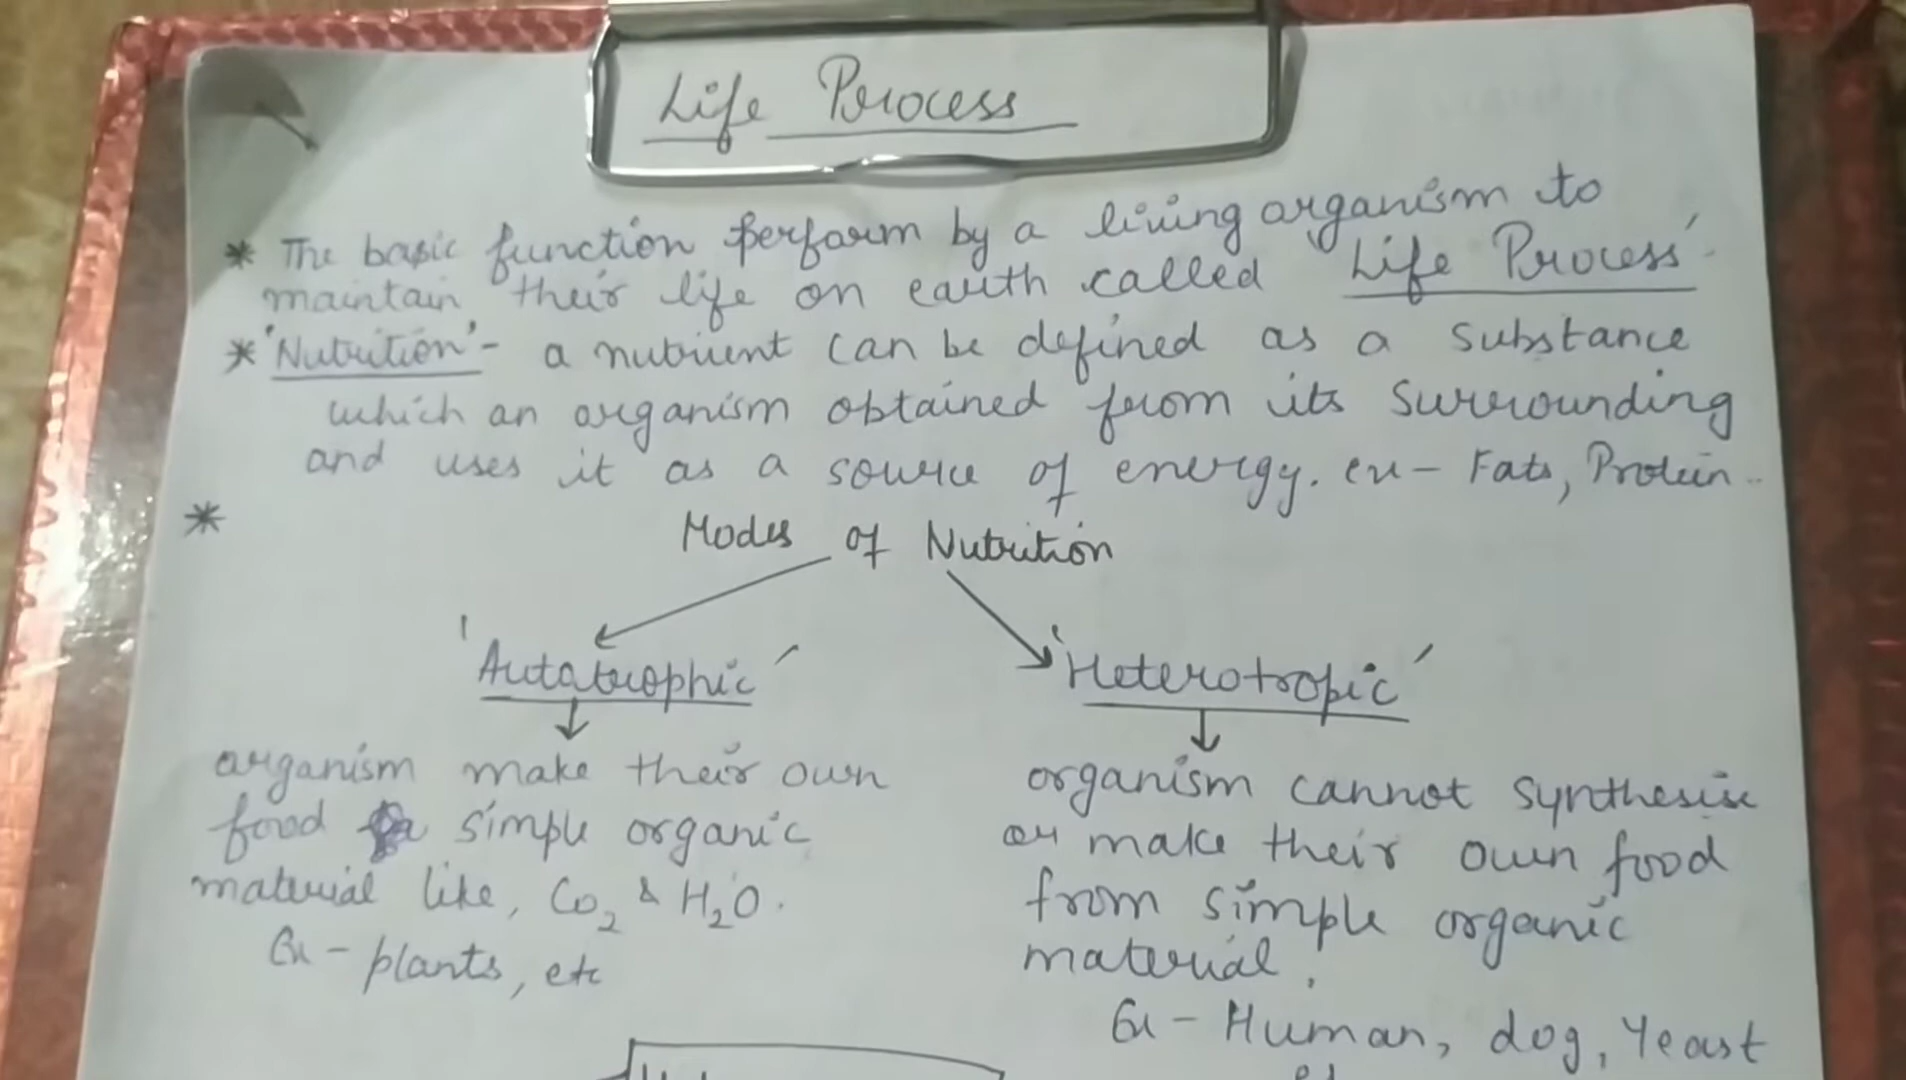 Life Process
* The basic function perform by a living organism to
maintain their life on earth called 'Life Process'
* 'Nutrition' - a nutrient can be defined as a substance
which an organism obtained from its surrounding
and uses it as a source of energy. ex - Fats, Protein..
*
Modes of Nutrition
'Autotrophic'
organism make their own
food simple organic
material like, Co2 & H2O.
Ex - plants, etc
'Heterotropic'
organism cannot synthesise
or make their own food
from simple organic
material.
Ex - Human, dog, Yeast